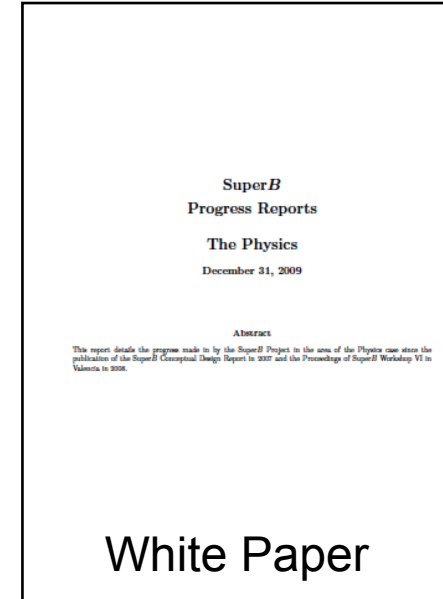 SuperB
Progress Reports
The Physics
December 31, 2009
Abstract
This report details the progress made in by the SuperB Project in the area of the Physics case since the
publication of the SuperB Conceptual Design Report in 2007 and the Proceedings of SuperB Workshop VI in
Valencia in 2008.
White Paper